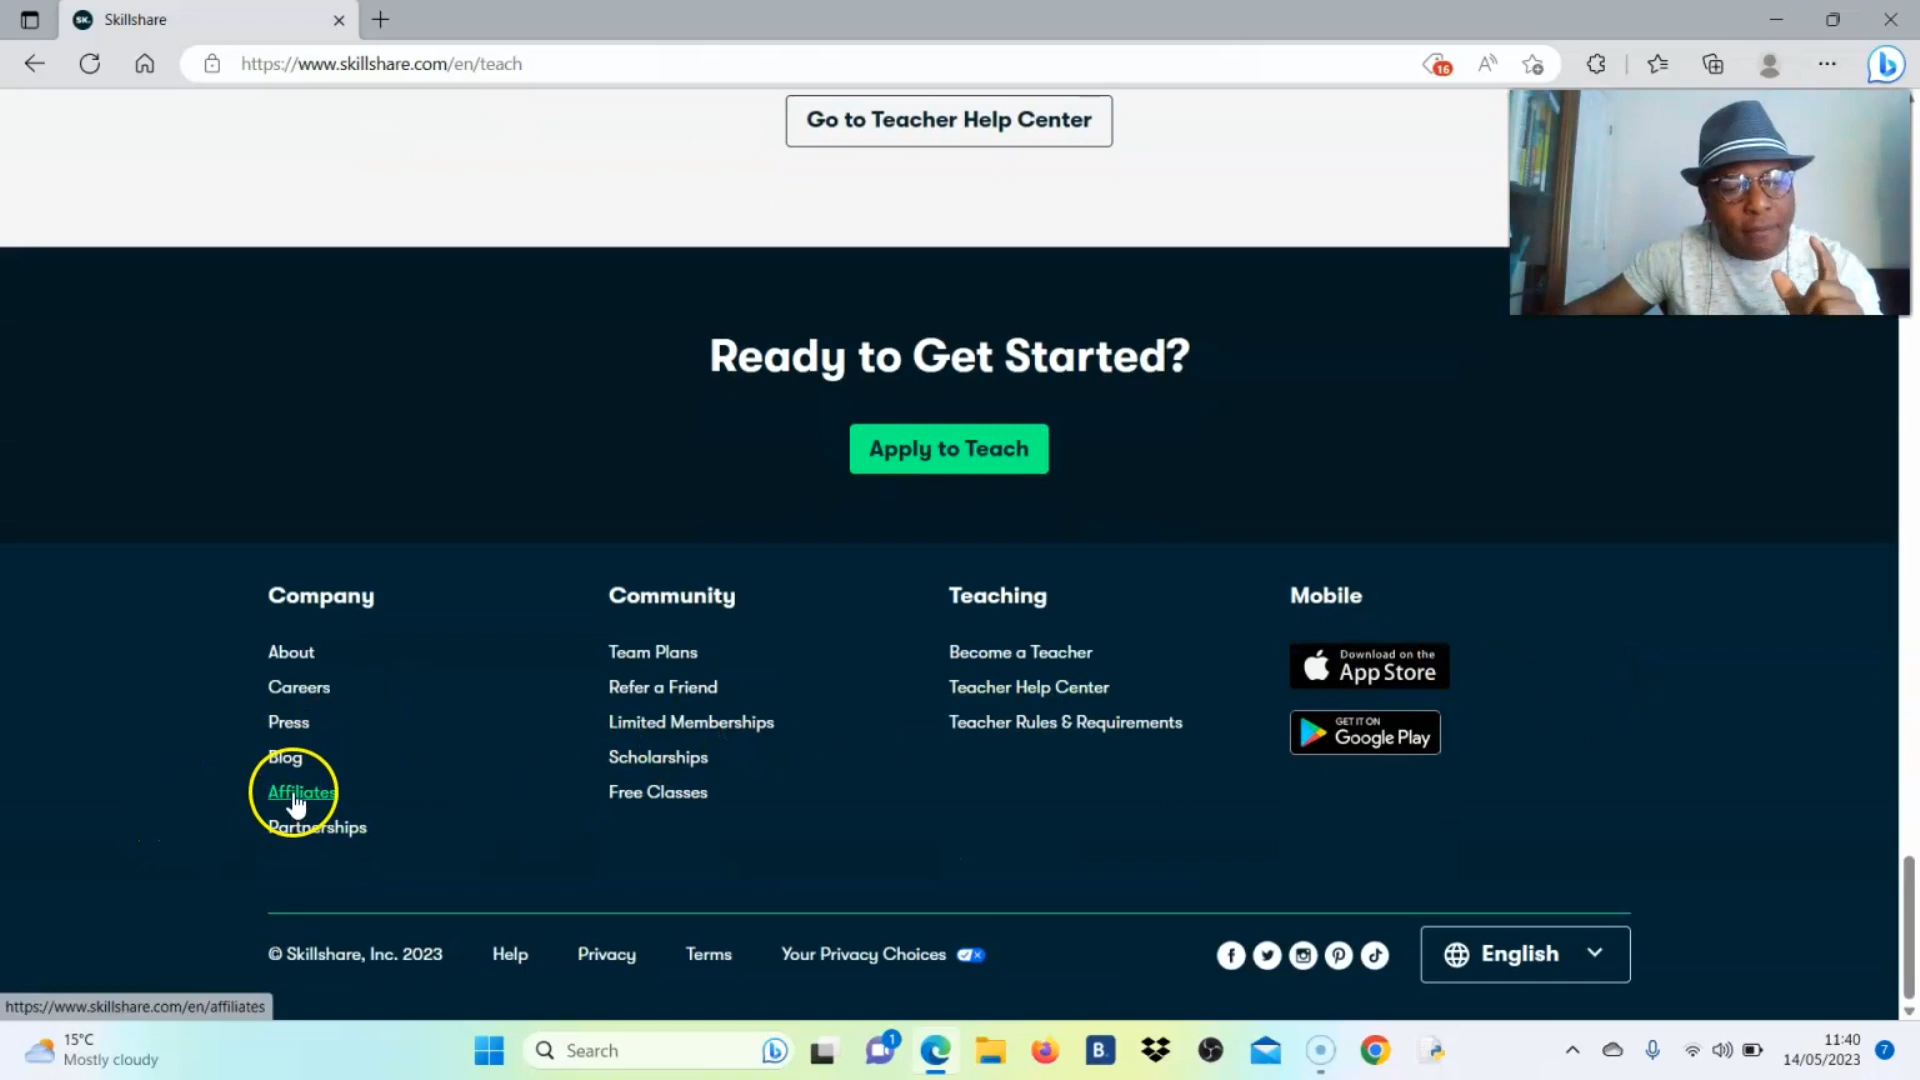 SK. Skillshare
https://www.skillshare.com/en/teach
16
Go to Teacher Help Center
Ready to Get Started?
Apply to Teach
Company
About
Careers
Press
Blog
Affiliates
Partnerships
Community
Team Plans
Refer a Friend
Limited Memberships
Scholarships
Free Classes
Teaching
Become a Teacher
Teacher Help Center
Teacher Rules & Requirements
Mobile
Download on the
App Store
GET IT ON
Google Play
© Skillshare, Inc. 2023 Help Privacy Terms Your Privacy Choices
English
https://www.skillshare.com/en/affiliates
15°C
Mostly cloudy
Search
1
B.
11:40
14/05/2023
7